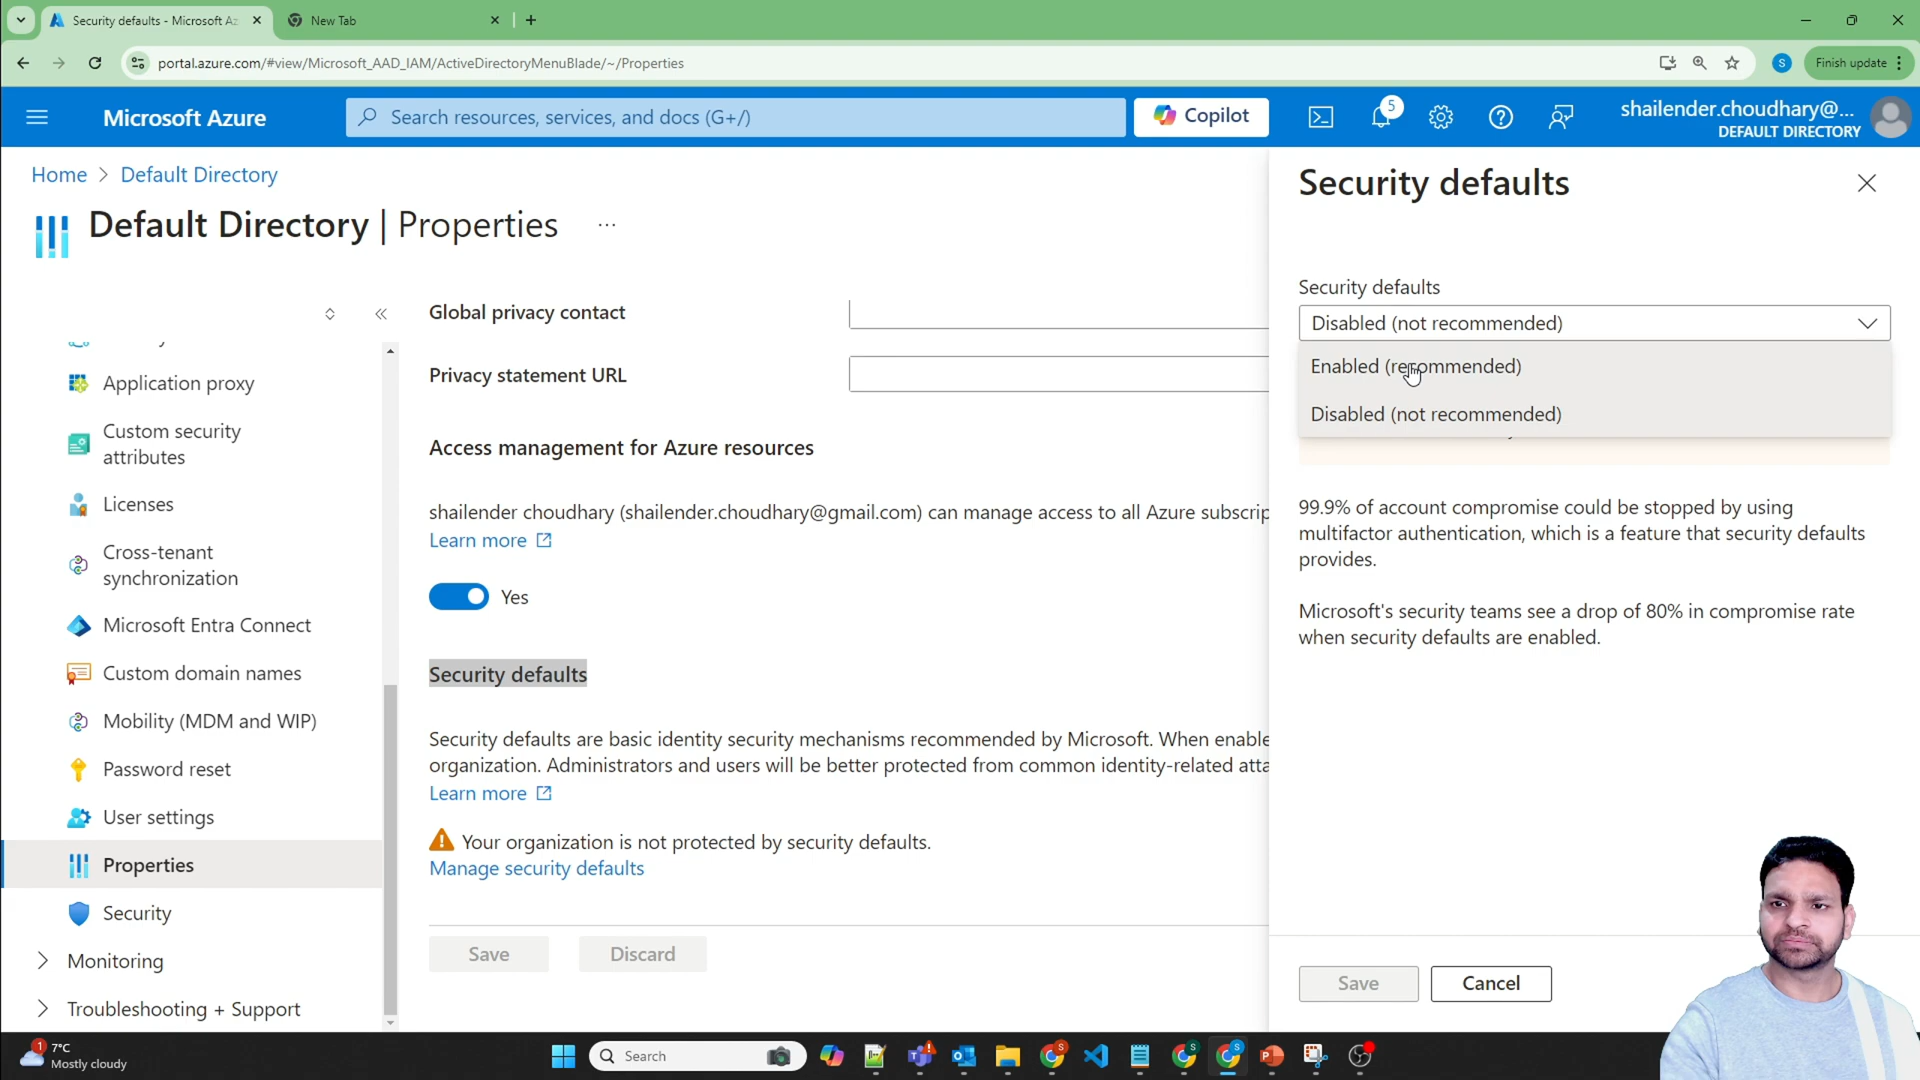 Security defaults - Microsoft Az
New Tab
portal.azure.com/#view/Microsoft_AAD_IAM/ActiveDirectoryMenuBlade/~/Properties
S
Finish update
Microsoft Azure
Search resources, services, and docs (G+/)
Copilot
5
shailender.choudhary@...
DEFAULT DIRECTORY
Home > Default Directory
Default Directory | Properties
...
Application proxy
Custom security
attributes
Licenses
Cross-tenant
synchronization
Microsoft Entra Connect
Custom domain names
Mobility (MDM and WIP)
Password reset
User settings
Properties
Security
Monitoring
Troubleshooting + Support
Global privacy contact
Privacy statement URL
Access management for Azure resources
shailender choudhary (shailender.choudhary@gmail.com) can manage access to all Azure subscrip
Learn more
Yes
Security defaults
Security defaults are basic identity security mechanisms recommended by Microsoft. When enable
organization. Administrators and users will be better protected from common identity-related atta
Learn more
Your organization is not protected by security defaults.
Manage security defaults
Save
Discard
Security defaults
Security defaults
Disabled (not recommended)
Enabled (recommended)
Disabled (not recommended)
99.9% of account compromise could be stopped by using
multifactor authentication, which is a feature that security defaults
provides.
Microsoft's security teams see a drop of 80% in compromise rate
when security defaults are enabled.
Save
Cancel
1
7°C
Mostly cloudy
Search